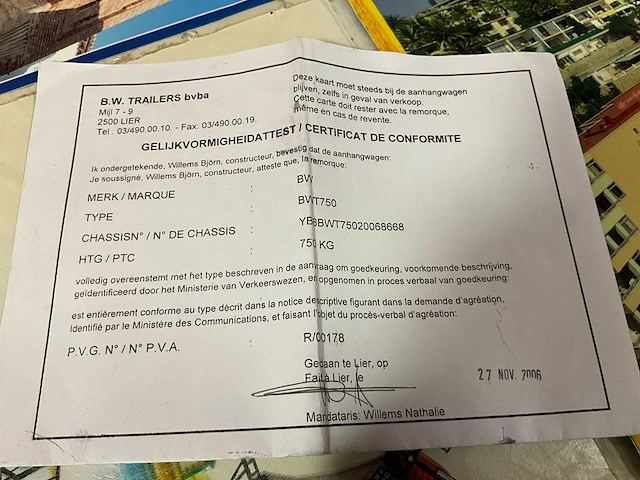 B.W. TRAILERS bvba
Mijl 7 - 9
2500 LIER
Tel : 03/490.00.10. - Fax: 03/490.00.19.
Deze kaart moet steeds bij de aanhangwagen
blijven, zelfs in geval van verkoop.
Cette carte doit rester avec la remorque,
même en cas de revente.
GELIJKVORMIGHEIDATTEST / CERTIFICAT DE CONFORMITE
Ik ondergetekende, Willems Björn, constructeur, bevestig dat de aanhangwagen:
Je soussigné, Willems Björn, constructeur, atteste que, la remorque:
MERK / MARQUE : BW
TYPE : BWT750
CHASSISN° / N° DE CHASSIS : YB3BWT75020068668
HTG / PTC : 750 KG
volledig overeenstemt met het type beschreven in de aanvraag om goedkeuring, voorkomende beschrijving,
geïdentificeerd door het Ministerie van Verkeerswezen, en opgenomen in proces verbaal van goedkeuring:
est entièrement conforme au type décrit dans la notice descriptive figurant dans la demande d'agréation,
identifié par le Ministère des Communications, et faisant l'objet du procès-verbal d'agréation:
P.V.G. N° / N° P.V.A. : R/00178
Gedaan te Lier, op
Fait à Lier, le
27 NOV. 2006
Mandataris: Willems Nathalie